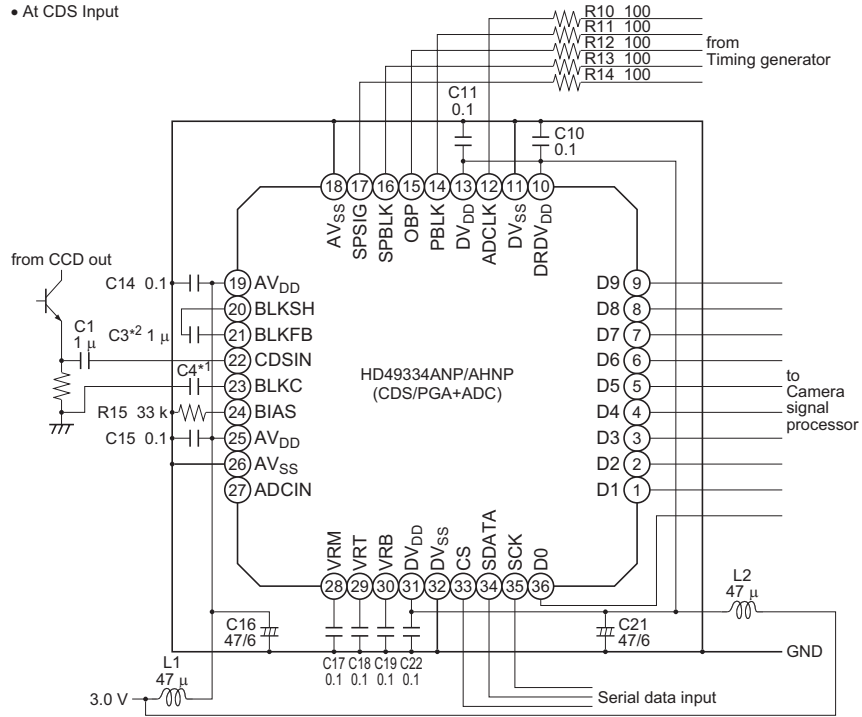 • At CDS Input
R10 100
R11 100
R12 100
R13 100
R14 100
from
Timing generator
C11
0.1
C10
0.1
18 17 16 15 14 13 12 11 10
AVSS
SPSIG
SPBLK
OBP
PBLK
DVDD
ADCLK
DVSS
DRDVDD
from CCD out
C14 0.1
19 AVDD
20 BLKSH
C1
1 μ
C3*2 1 μ
21 BLKFB
22 CDSIN
C4*1
23 BLKC
R15 33 k
24 BIAS
C15 0.1
25 AVDD
26 AVSS
27 ADCIN
HD49334ANP/AHNP
(CDS/PGA+ADC)
D9 9
D8 8
D7 7
D6 6
D5 5
D4 4
D3 3
D2 2
D1 1
to
Camera
signal
processor
VRM
VRT
VRB
DVDD
DVSS
CS
SDATA
SCK
D0
28 29 30 31 32 33 34 35 36
L2
47 μ
C16
47/6
C17
0.1
C18
0.1
C19
0.1
C22
0.1
C21
47/6
GND
L1
47 μ
3.0 V
Serial data input